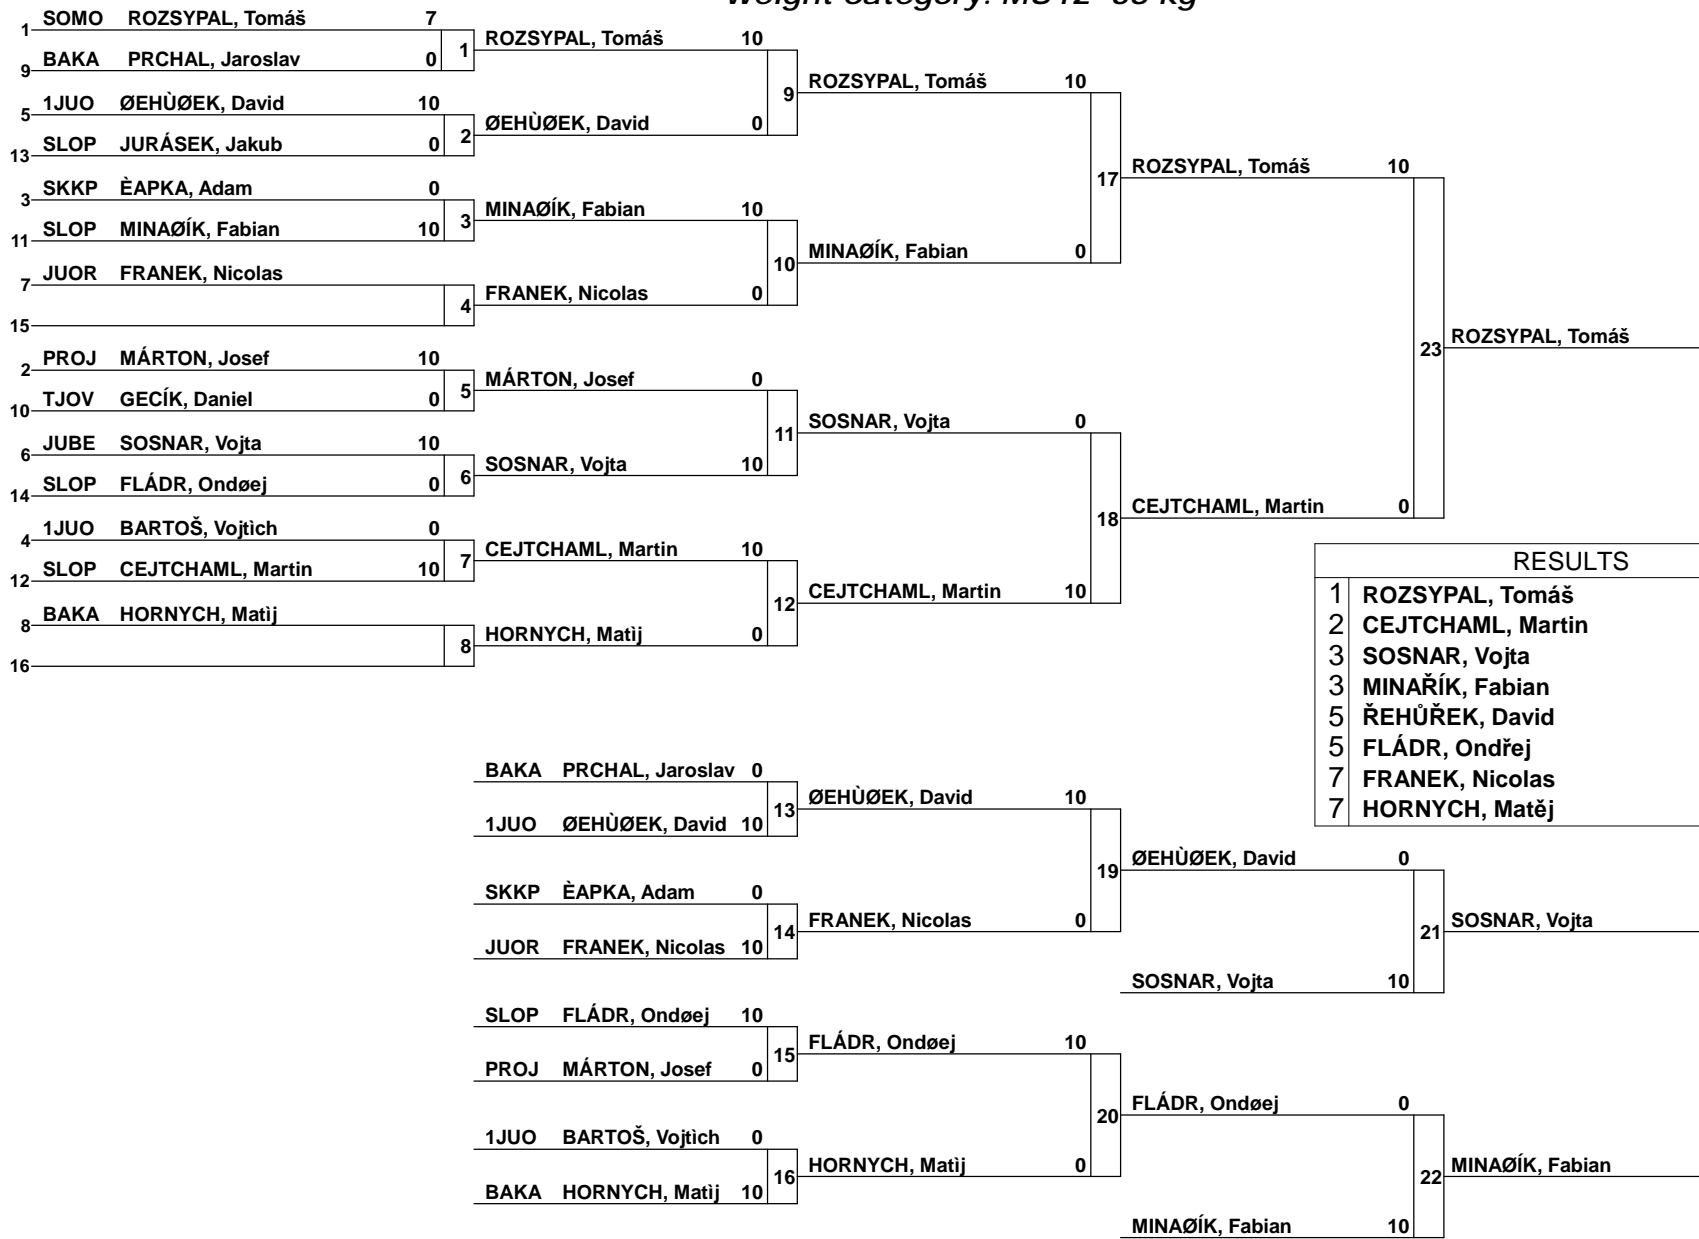 1 SOMO ROZSYPAL, Tomáš 7
9 BAKA PRCHAL, Jaroslav 0
1
5 1JUO ØEHÙØEK, David 10
13 SLOP JURÁSEK, Jakub 0
2
3 SKKP ÈAPKA, Adam 0
11 SLOP MINAØÍK, Fabian 10
3
7 JUOR FRANEK, Nicolas
15
4
2 PROJ MÁRTON, Josef 10
10 TJOV GECÍK, Daniel 0
5
6 JUBE SOSNAR, Vojta 10
14 SLOP FLÁDR, Ondøej 0
6
4 1JUO BARTOŠ, Vojtìch 0
12 SLOP CEJTCHAML, Martin 10
7
8 BAKA HORNYCH, Matìj
16
8
ROZSYPAL, Tomáš 10
ØEHÙØEK, David 0
9
MINAØÍK, Fabian 10
FRANEK, Nicolas 0
10
MÁRTON, Josef 0
SOSNAR, Vojta 10
11
CEJTCHAML, Martin 10
HORNYCH, Matìj 0
12
ROZSYPAL, Tomáš 10
MINAØÍK, Fabian 0
17
SOSNAR, Vojta 0
CEJTCHAML, Martin 10
18
ROZSYPAL, Tomáš 10
CEJTCHAML, Martin 0
23
ROZSYPAL, Tomáš
RESULTS
1 ROZSYPAL, Tomáš
2 CEJTCHAML, Martin
3 SOSNAR, Vojta
3 MINAŘÍK, Fabian
5 ŘEHŮŘEK, David
5 FLÁDR, Ondřej
7 FRANEK, Nicolas
7 HORNYCH, Matěj
BAKA PRCHAL, Jaroslav 0
1JUO ØEHÙØEK, David 10
13
SKKP ÈAPKA, Adam 0
JUOR FRANEK, Nicolas 10
14
SLOP FLÁDR, Ondøej 10
PROJ MÁRTON, Josef 0
15
1JUO BARTOŠ, Vojtìch 0
BAKA HORNYCH, Matìj 10
16
ØEHÙØEK, David 10
FRANEK, Nicolas 0
19
FLÁDR, Ondøej 10
HORNYCH, Matìj 0
20
ØEHÙØEK, David 0
SOSNAR, Vojta 10
21
SOSNAR, Vojta
FLÁDR, Ondøej 0
MINAØÍK, Fabian 10
22
MINAØÍK, Fabian